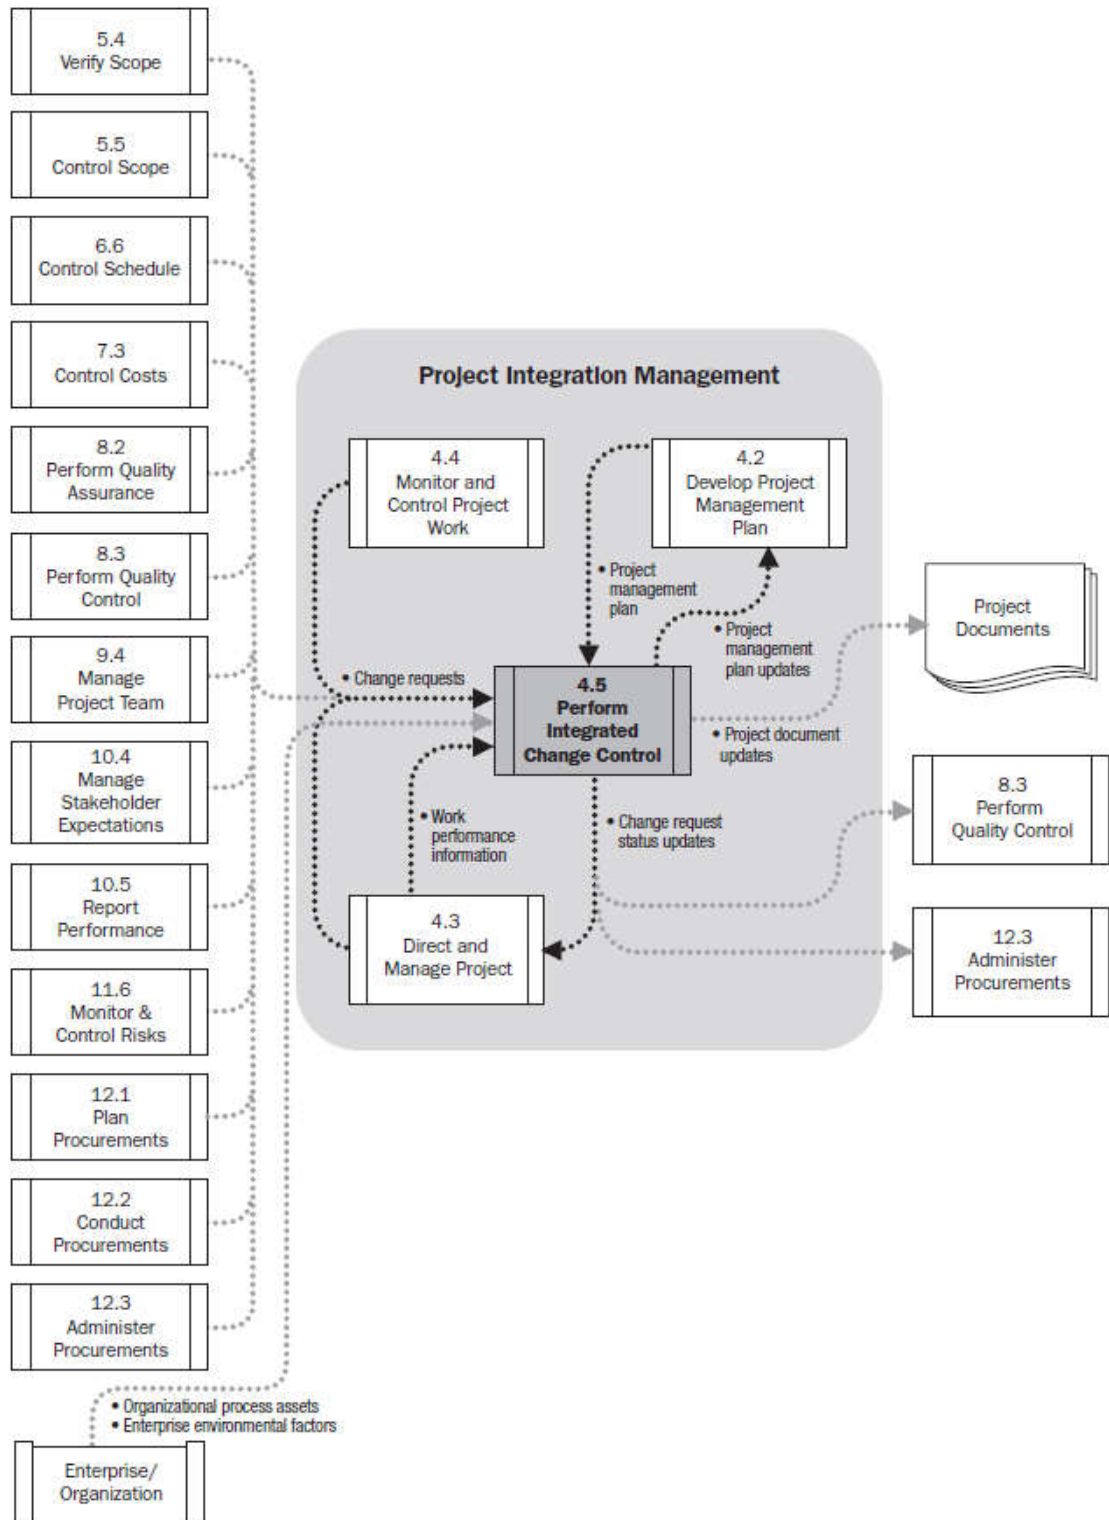 5.4
Verify Scope
5.5
Control Scope
6.6
Control Schedule
7.3
Control Costs
8.2
Perform Quality
Assurance
8.3
Perform Quality
Control
9.4
Manage
Project Team
10.4
Manage
Stakeholder
Expectations
10.5
Report
Performance
11.6
Monitor &
Control Risks
12.1
Plan
Procurements
12.2
Conduct
Procurements
12.3
Administer
Procurements
• Organizational process assets
• Enterprise environmental factors
Enterprise/
Organization
Project Integration Management
4.4
Monitor and
Control Project
Work
4.2
Develop Project
Management
Plan
• Project
management
plan
• Project
management
plan updates
• Change requests
4.5
Perform
Integrated
Change Control
• Project document
updates
• Work
performance
information
• Change request
status updates
4.3
Direct and
Manage Project
Project
Documents
8.3
Perform
Quality Control
12.3
Administer
Procurements